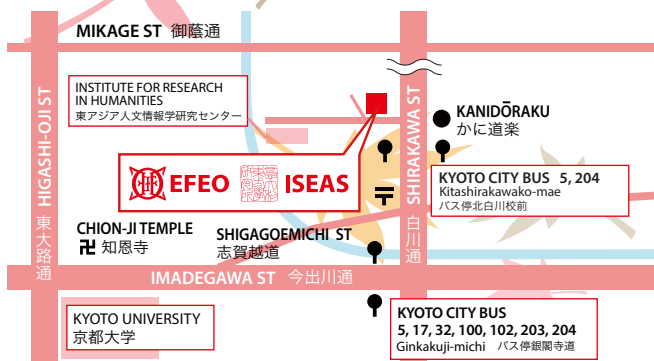 MIKAGE ST 御蔭通
HIGASHI-OJI ST 東大路通
INSTITUTE FOR RESEARCH
IN HUMANITIES
東アジア人文情報学研究センター
SHIRAKAWA ST 白川通
KANIDŌRAKU
かに道楽
EFEO ISEAS
KYOTO CITY BUS 5, 204
Kitashirakawako-mae
バス停北白川校前
CHION-JI TEMPLE
卍 知恩寺
SHIGAGOEMICHI ST
志賀越道
IMADEGAWA ST 今出川通
KYOTO UNIVERSITY
京都大学
KYOTO CITY BUS
5, 17, 32, 100, 102, 203, 204
Ginkakuji-michi バス停銀閣寺道